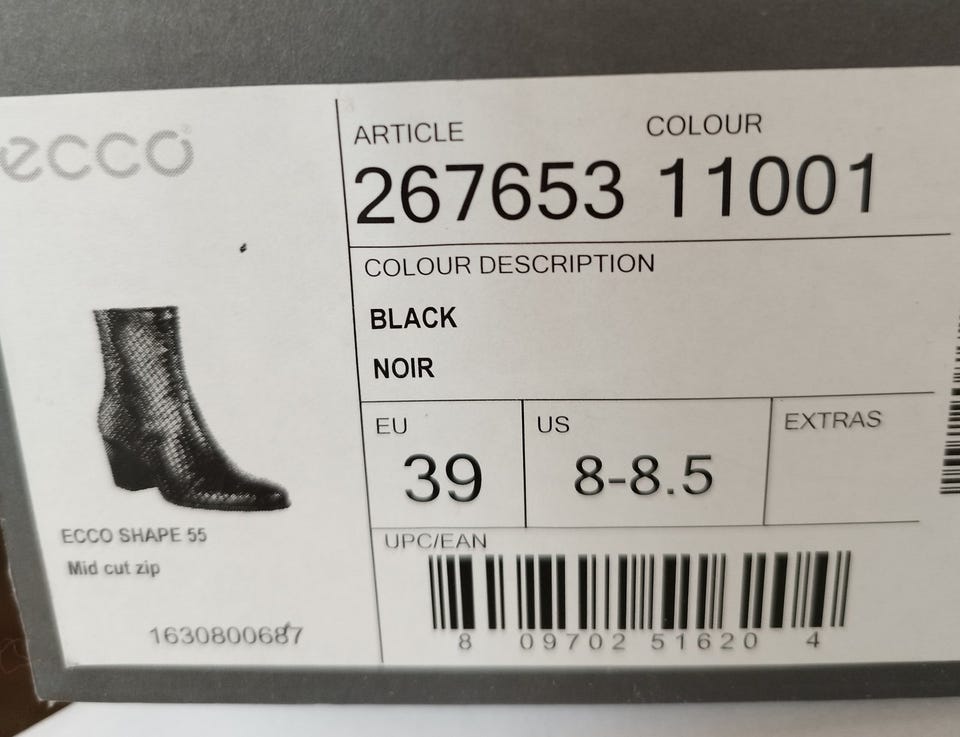 ecco
ARTICLE COLOUR
267653 11001
COLOUR DESCRIPTION
BLACK
NOIR
EU US EXTRAS
39 8-8.5
ECCO SHAPE 55
Mid cut zip
1630800687
UPC/EAN
8 09702 51620 4